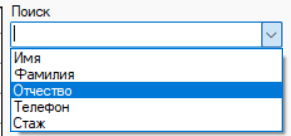 Поиск
Имя
Фамилия
Отчество
Телефон
Стаж